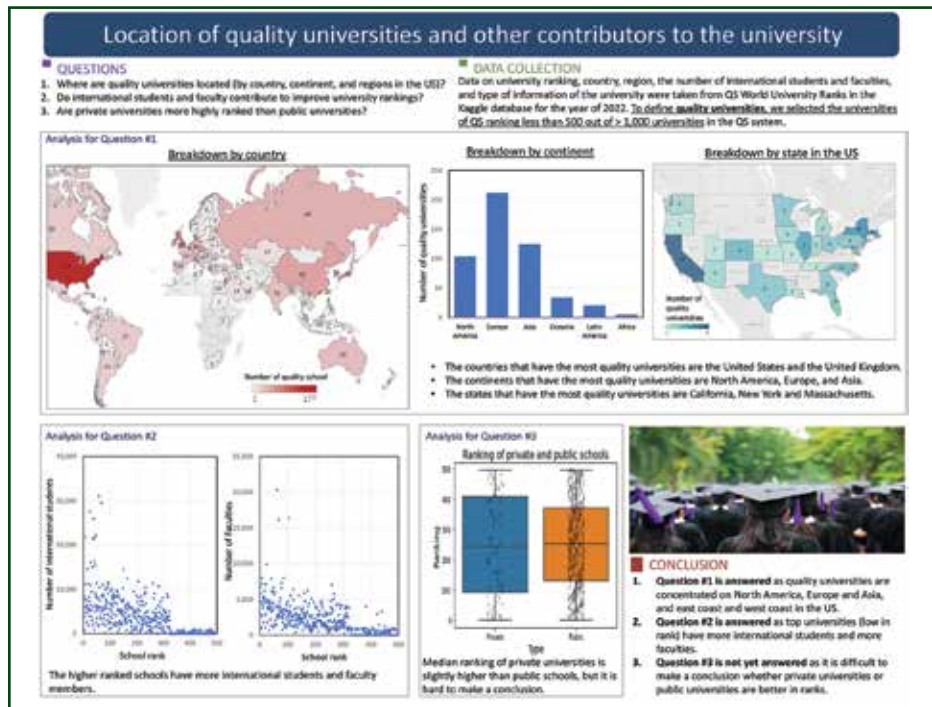 Location of quality universities and other contributors to the university
QUESTIONS
1. Where are quality universities located (by country, continent, and regions in the US)?
2. Do international students and faculty contribute to improve university rankings?
3. Are private universities more highly ranked than public universities?
DATA COLLECTION
Data on university ranking, country, region, the number of international students and faculties,
and type of information of the university were taken from QS World University Ranks in the
Kaggle database for the year of 2022. To define quality universities, we selected the universities
of QS ranking less than 500 out of > 1,000 universities in the QS system.
Analysis for Question #1
Breakdown by country
Number of quality school
Breakdown by continent
Number of quality universities
North
America
Europe
Asia
Oceania
Latin
America
Africa
Breakdown by state in the US
Number of
quality
universities
• The countries that have the most quality universities are the United States and the United Kingdom.
• The continents that have the most quality universities are North America, Europe, and Asia.
• The states that have the most quality universities are California, New York and Massachusetts.
Analysis for Question #2
Number of international students
0 100 200 300 400 500
School rank
Number of Faculties
0 100 200 300 400 500
School rank
The higher ranked schools have more international students and faculty
members.
Analysis for Question #3
Ranking of private and public schools
Ranking
Type
Median ranking of private universities is
slightly higher than public schools, but it is
hard to make a conclusion.
CONCLUSION
1. Question #1 is answered as quality universities are
concentrated on North America, Europe and Asia,
and east coast and west coast in the US.
2. Question #2 is answered as top universities (low in
rank) have more international students and more
faculties.
3. Question #3 is not yet answered as it is difficult to
make a conclusion whether private universities or
public universities are better in ranks.